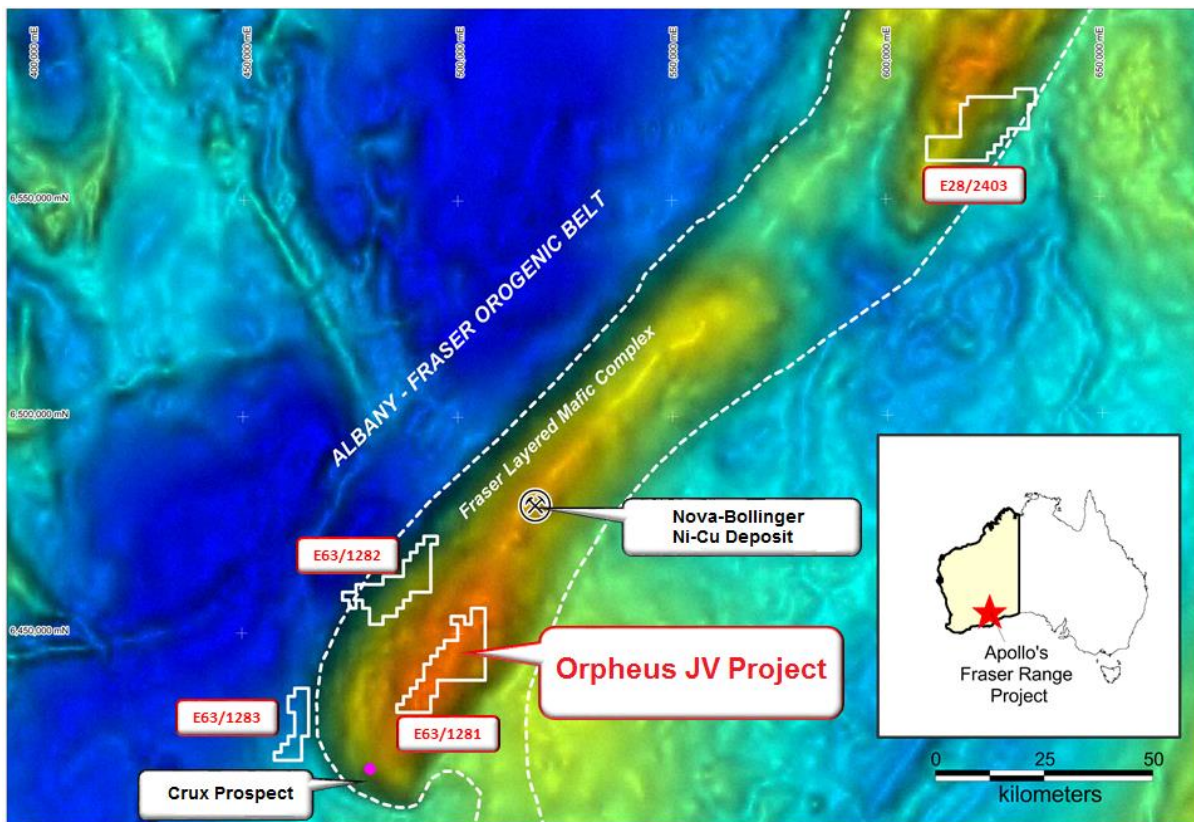 400,000 mE
450,000 mE
500,000 mE
550,000 mE
600,000 mE
650,000 mE
E28/2403
6,550,000 mN
ALBANY - FRASER OROGENIC BELT
Fraser Layered Mafic Complex
6,500,000 mN
Nova-Bollinger
Ni-Cu Deposit
E63/1282
6,450,000 mN
Orpheus JV Project
E63/1283
E63/1281
Crux Prospect
Apollo's
Fraser Range
Project
0 25 50
kilometers